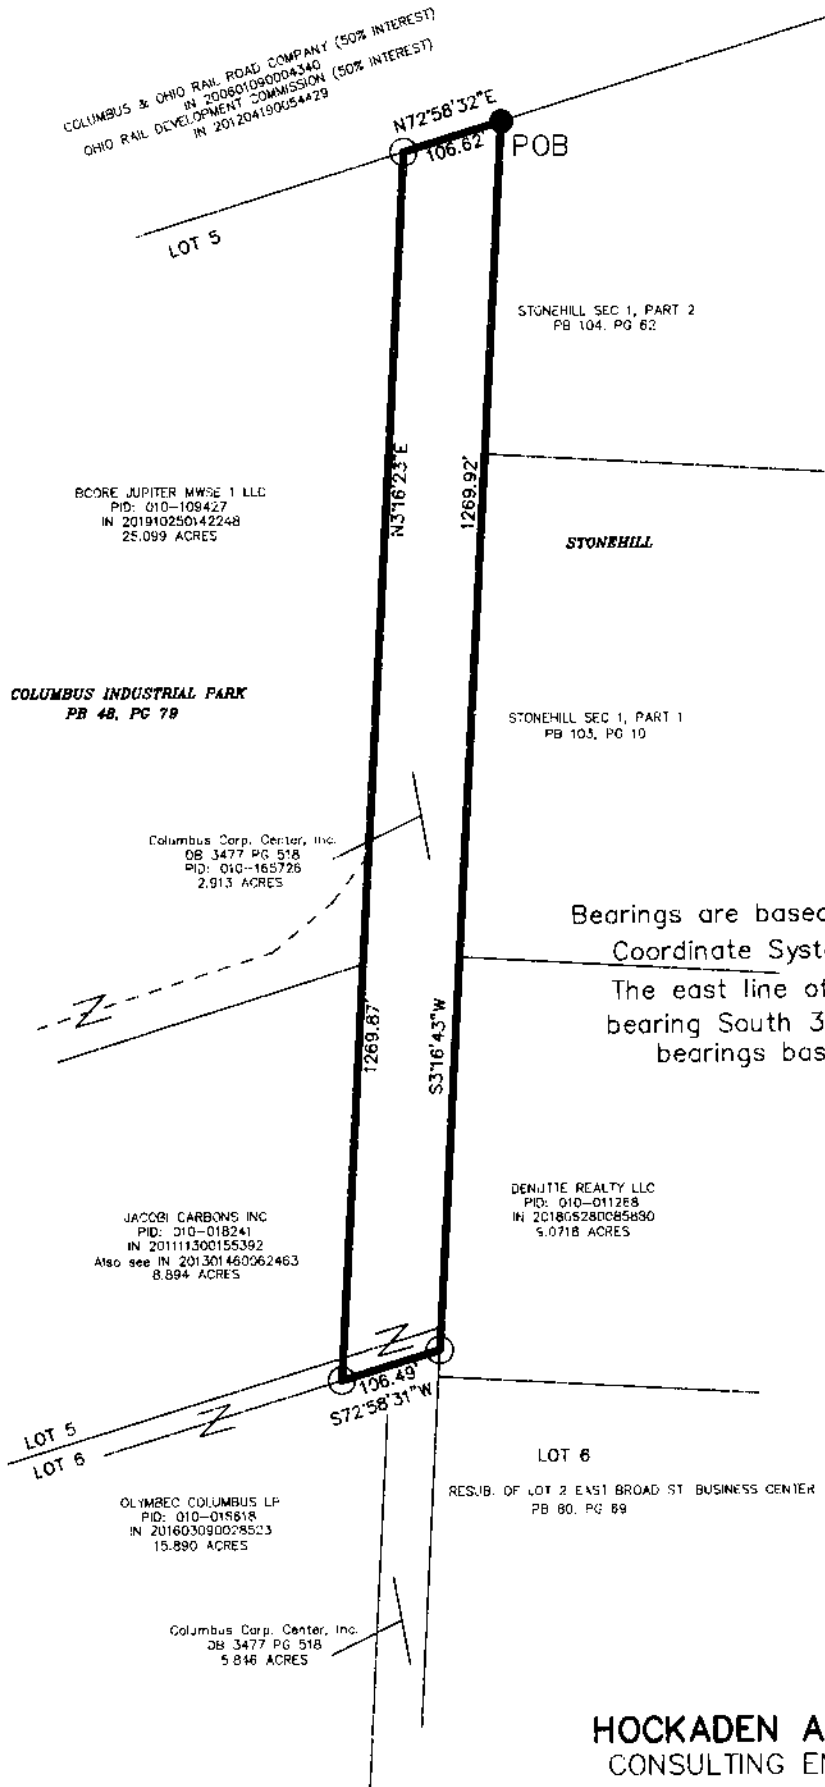 COLUMBUS & OHIO RAIL ROAD COMPANY (50% INTEREST)
IN 200601090004340
OHIO RAIL DEVELOPMENT COMMISSION (50% INTEREST)
IN 201204190054429
N72°58'32"E
106.62'
POB
LOT 5
STONEHILL SEC 1, PART 2
PB 104, PG 62
N3°16'23"E
1269.92'
BCORE JUPITER MWSE 1 LLC
PID: 010-109427
IN 201910250142248
25.099 ACRES
STONEHILL
COLUMBUS INDUSTRIAL PARK
PB 48, PG 79
STONEHILL SEC 1, PART 1
PB 103, PG 10
Columbus Corp. Center, Inc.
DB 3477 PG 518
PID: 010-165726
2.913 ACRES
Bearings are based
Coordinate Syste
The east line of
bearing South 3
bearings bas
1269.87'
S3°16'43"W
JACOBI CARBONS INC
PID: 010-018241
IN 201111300155392
Also see IN 201301460062463
8.894 ACRES
REALTY LLC
PID: 010-011268
IN 201805280085880
9.0718 ACRES
106.49'
S72°58'31"W
LOT 5
LOT 6
LOT 6
RESUB. OF LOT 2 EAST BROAD ST BUSINESS CENTER
PB 60, PG 69
OLYMBEC COLUMBUS LP
PID: 010-015618
IN 201603090028523
15.890 ACRES
Columbus Corp. Center, Inc.
DB 3477 PG 518
5.846 ACRES
HOCKADEN A
CONSULTING EN